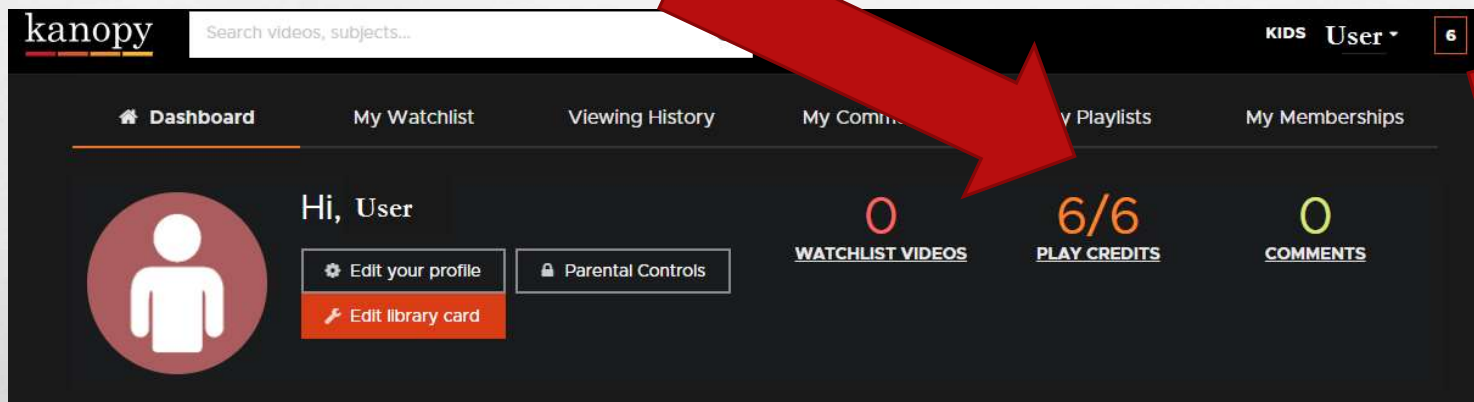 kanopy Search videos, subjects... KIDS User 6
Dashboard My Watchlist Viewing History My Playlists My Memberships
Hi, User
0 6/6 0
WATCHLIST VIDEOS PLAY CREDITS COMMENTS
Edit your profile Parental Controls
Edit library card